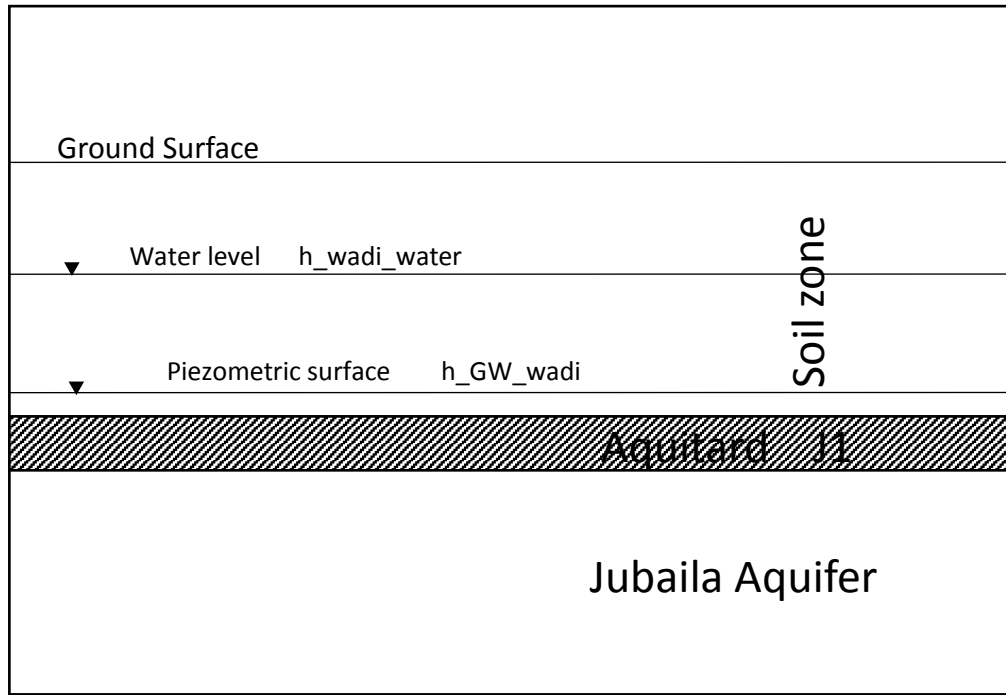 Ground Surface
Water level h_wadi_water
Soil zone
Piezometric surface h_GW_wadi
Aquitard J1
Jubaila Aquifer